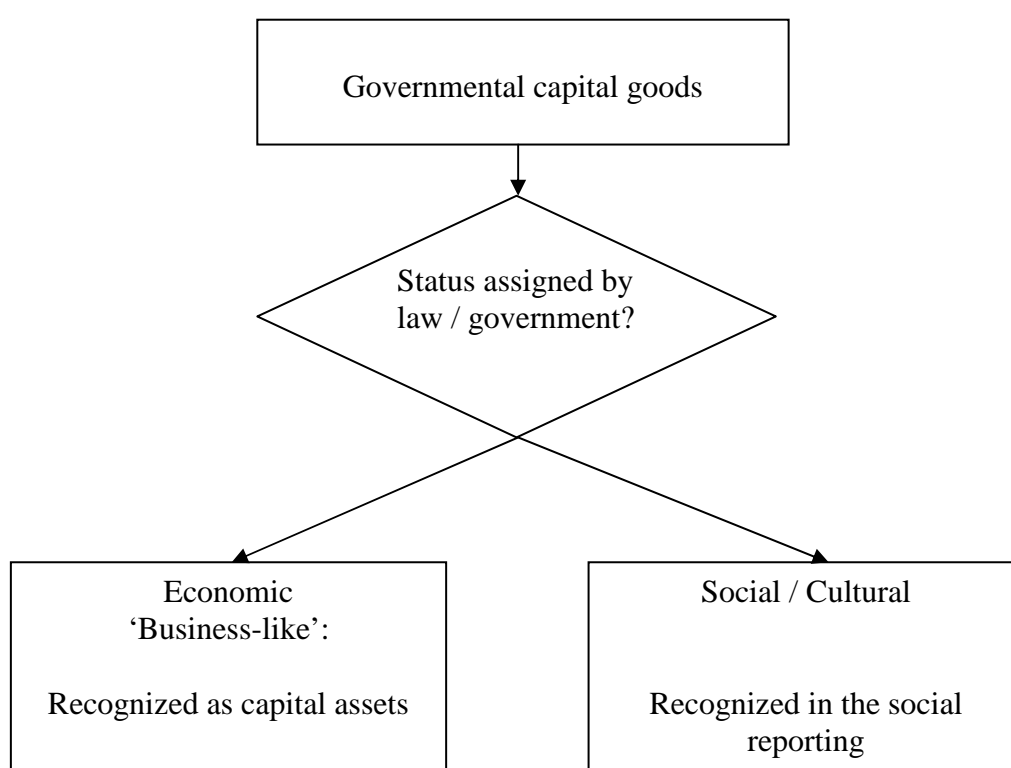 Governmental capital goods
Status assigned by
law / government?
Economic
‘Business-like’:
Recognized as capital assets
Social / Cultural
Recognized in the social
reporting